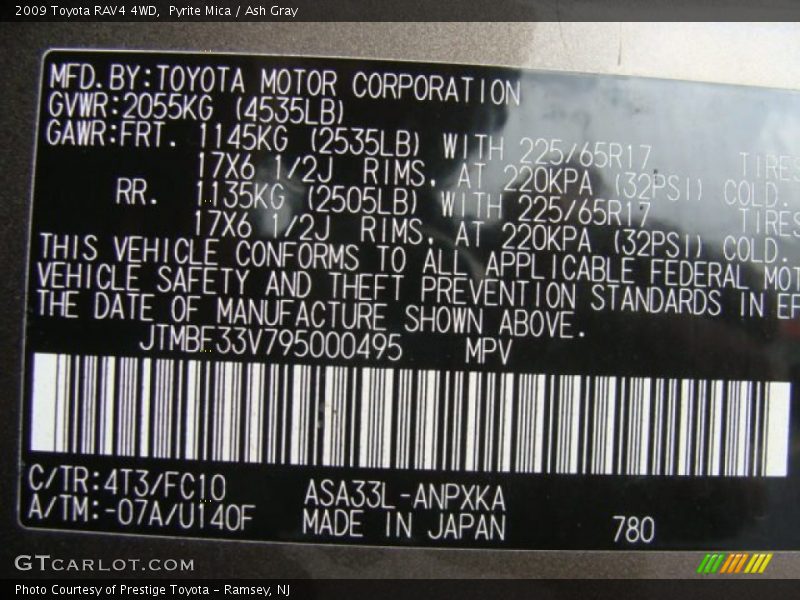 2009 Toyota RAV4 4WD, Pyrite Mica / Ash Gray
MFD.BY:TOYOTA MOTOR CORPORATION
GVWR:2055KG (4535LB)
GAWR:FRT. 1145KG (2535LB) WITH 225/65R17 TIRES
17X6 1/2J RIMS, AT 220KPA (32PSI) COLD.
RR. 1135KG (2505LB) WITH 225/65R17 TIRES
17X6 1/2J RIMS, AT 220KPA (32PSI) COLD.
THIS VEHICLE CONFORMS TO ALL APPLICABLE FEDERAL MOT
VEHICLE SAFETY AND THEFT PREVENTION STANDARDS IN EF
THE DATE OF MANUFACTURE SHOWN ABOVE.
JTMBF33V795000495 MPV
C/TR:4T3/FC10 ASA33L-ANPXKA
A/TM:-07A/U140F MADE IN JAPAN 780
GTCARLOT.COM
Photo Courtesy of Prestige Toyota - Ramsey, NJ